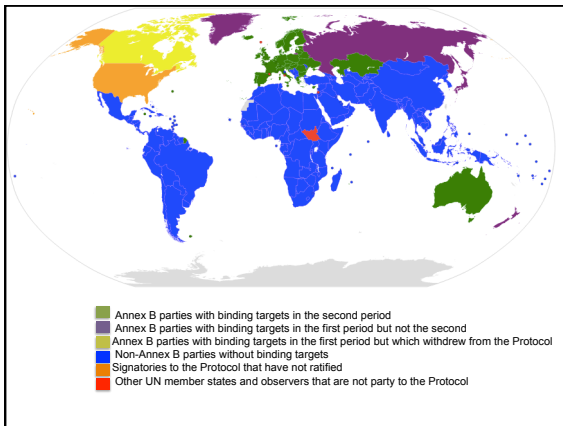 Annex B parties with binding targets in the second period
Annex B parties with binding targets in the first period but not the second
Annex B parties with binding targets in the first period but which withdrew from the Protocol
Non-Annex B parties without binding targets
Signatories to the Protocol that have not ratified
Other UN member states and observers that are not party to the Protocol